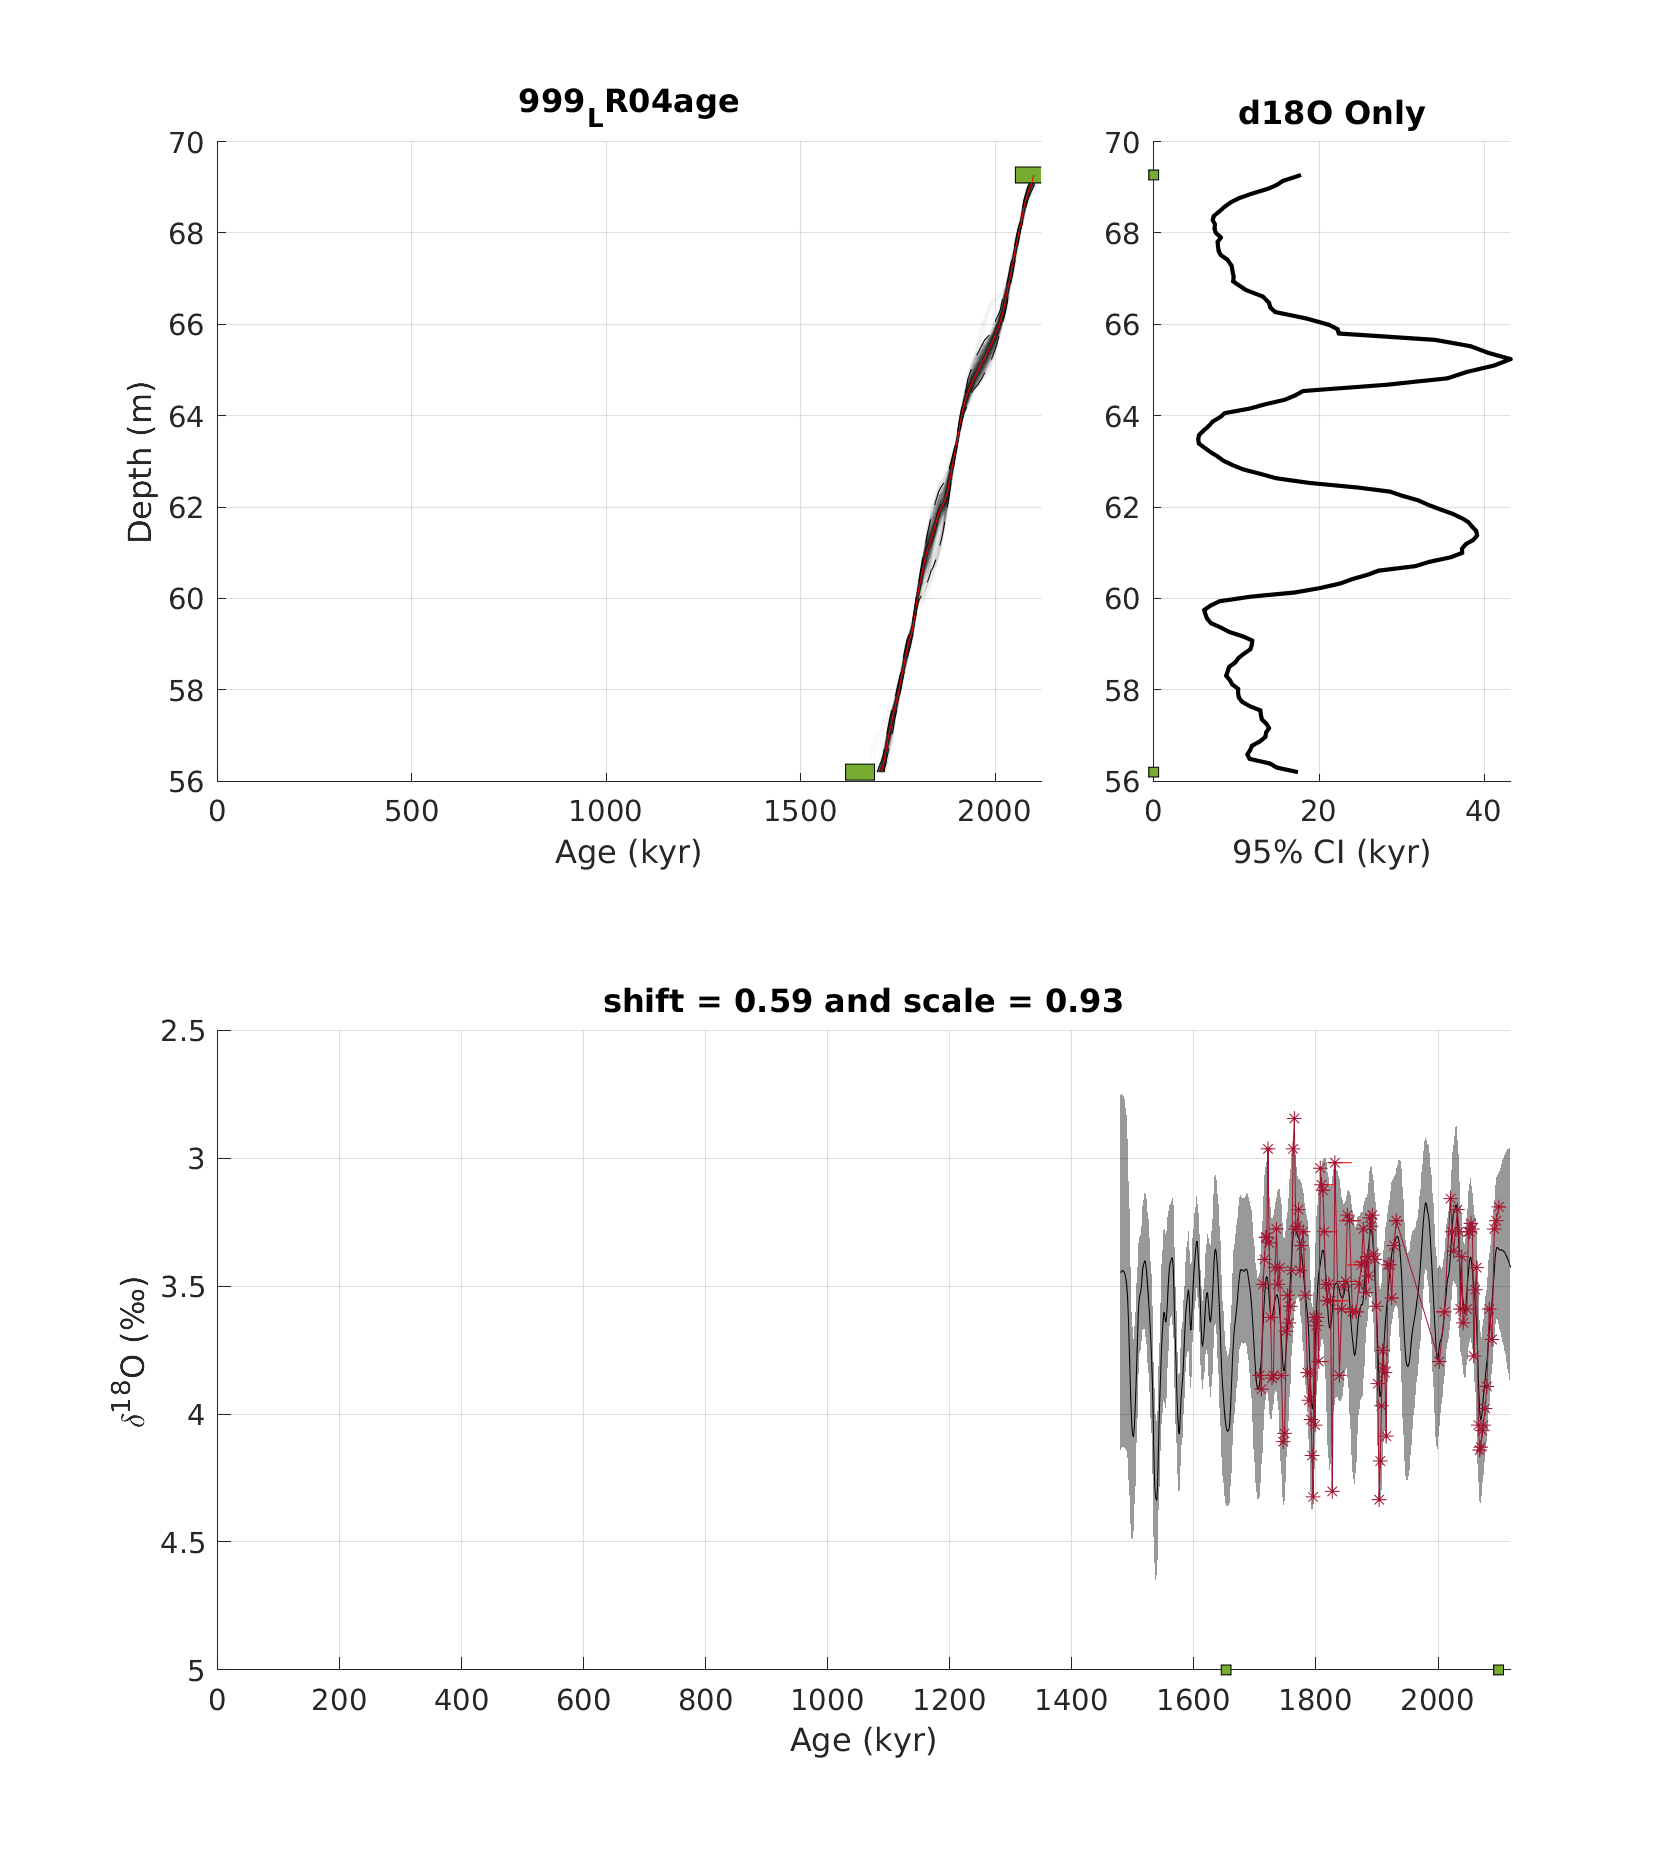 999LR04age
d18O Only
70
68
66
64
62
60
58
56
Depth (m)
0 500 1000 1500 2000
Age (kyr)
70
68
66
64
62
60
58
56
0 20 40
95% CI (kyr)
shift = 0.59 and scale = 0.93
2.5
3
3.5
4
4.5
5
δ18O (‰)
0 200 400 600 800 1000 1200 1400 1600 1800 2000
Age (kyr)